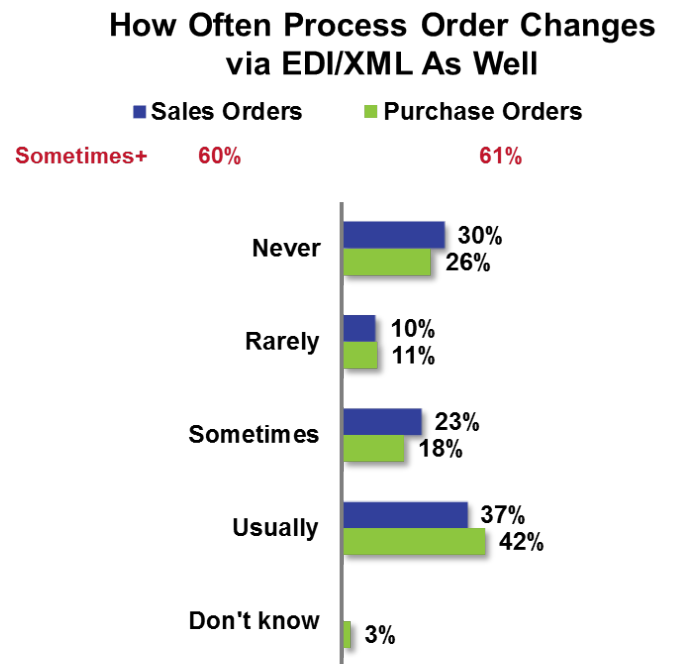 How Often Process Order Changes
via EDI/XML As Well
Sales Orders Purchase Orders
Sometimes+ 60% 61%
Never 30%
26%
Rarely 10%
11%
Sometimes 23%
18%
Usually 37%
42%
Don't know 3%